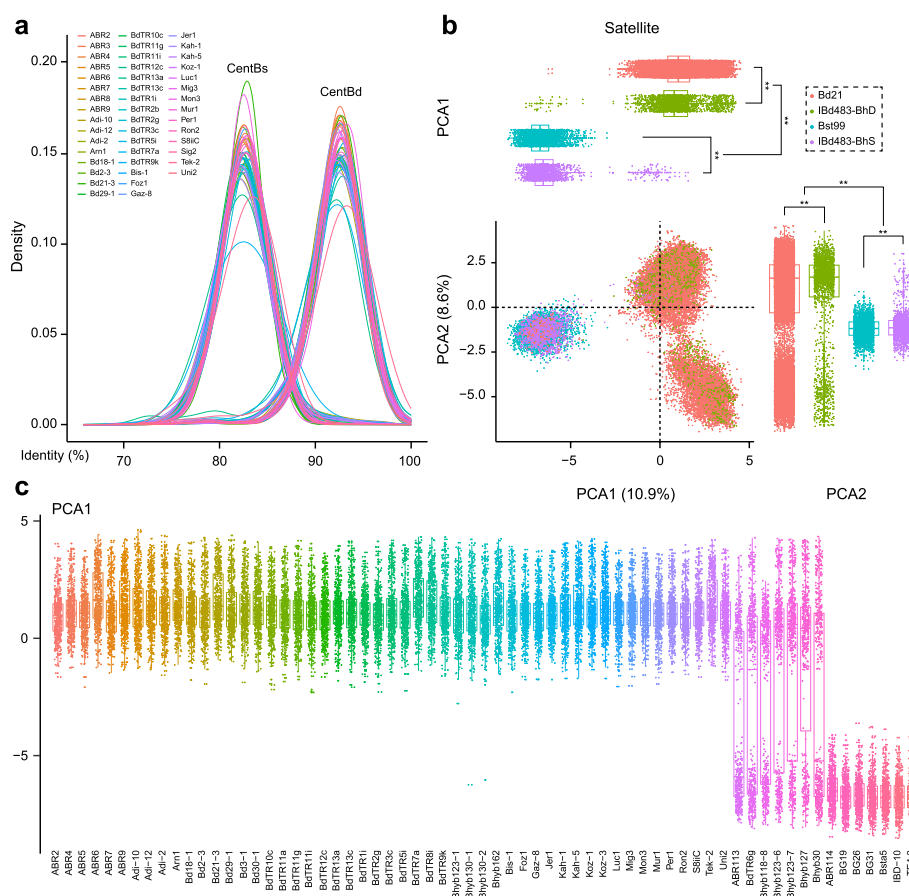 a
ABR2
ABR3
ABR4
ABR5
ABR6
ABR7
ABR8
ABR9
Adi-10
Adi-12
Adi-2
Arn1
Bd18-1
Bd2-3
Bd21-3
Bd29-1
BdTR10c
BdTR11g
BdTR11i
BdTR12c
BdTR13a
BdTR13c
BdTR1i
BdTR2b
BdTR2g
BdTR3c
BdTR5i
BdTR7a
BdTR9k
Bis-1
Foz1
Gaz-8
Jer1
Kah-1
Kah-5
Koz-1
Luc1
Mig3
Mon3
Mur1
Per1
Ron2
S8iiC
Sig2
Tek-2
Uni2
CentBs
CentBd
Density
0.20
0.15
0.10
0.05
0.00
Identity (%)
70
80
90
100
b
Satellite
PCA1
**
**
**
Bd21
IBd483-BhD
Bst99
IBd483-BhS
PCA2 (8.6%)
2.5
0.0
−2.5
−5.0
−5
0
5
PCA1 (10.9%)
**
**
**
PCA2
c
PCA1
5
0
−5
ABR2
ABR4
ABR5
ABR6
ABR7
ABR9
Adi-10
Adi-12
Adi-2
Arn1
Bd18-1
Bd2-3
Bd21-3
Bd29-1
Bd3-1
Bd30-1
BdTR10c
BdTR11a
BdTR11g
BdTR11i
BdTR12c
BdTR13a
BdTR13c
BdTR1i
BdTR2g
BdTR3c
BdTR5i
BdTR7a
BdTR8i
BdTR9k
Bhyb123-1
Bhyb130-1
Bhyb130-2
Bhyb162
Bis-1
Foz1
Gaz-8
Jer1
Kah-1
Kah-5
Koz-1
Koz-3
Luc1
Mig3
Mon3
Mur1
Per1
Ron2
S8iiC
Tek-2
Uni2
ABR113
BdTR6g
Bhyb118-8
Bhyb123-6
Bhyb123-7
Bhyb127
Bhyb30
ABR114
BG19
BG26
BG31
Bsta5
IBD-10